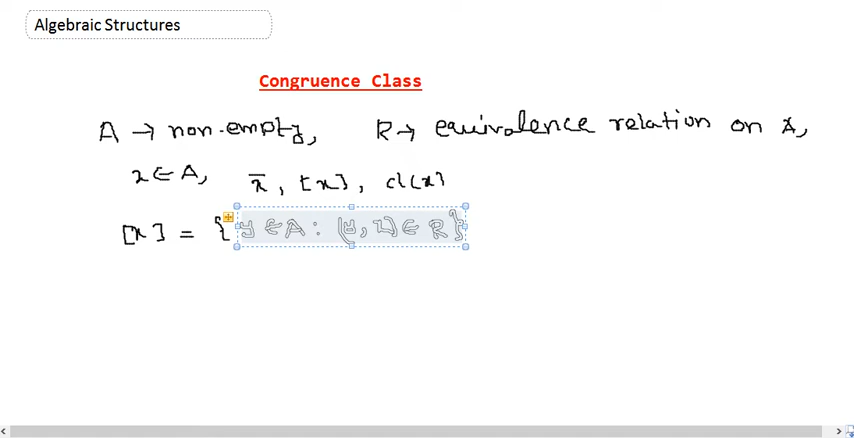 Algebraic Structures
Congruence Class
A → non-empty, R → equivalence relation on A,
x ∈ A, x̄, [x], cl(x)
[x] = { y ∈ A : (y, x) ∈ R }